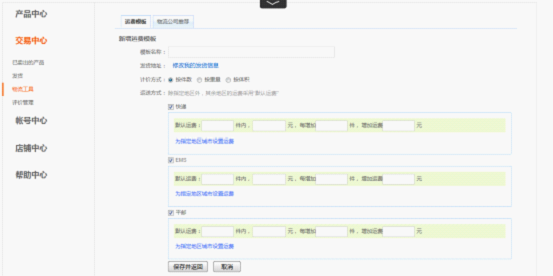 产品中心
交易中心
已卖出的产品
发货
物流工具
评价管理
帐号中心
店铺中心
帮助中心
运费模板 物流公司查询
新增运费模板
模板名称：
发货地址： 修改我的发货信息
计价方式： 按件数 按重量 按体积
运送方式： 除指定地区外，其余地区的运费采用"默认运费"
快递
默认运费： 件内， 元，每增加 件，增加运费 元
为指定地区城市设置运费
EMS
默认运费： 件内， 元，每增加 件，增加运费 元
为指定地区城市设置运费
平邮
默认运费： 件内， 元，每增加 件，增加运费 元
为指定地区城市设置运费
保存并返回 取消